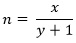 n = x / (y + 1)